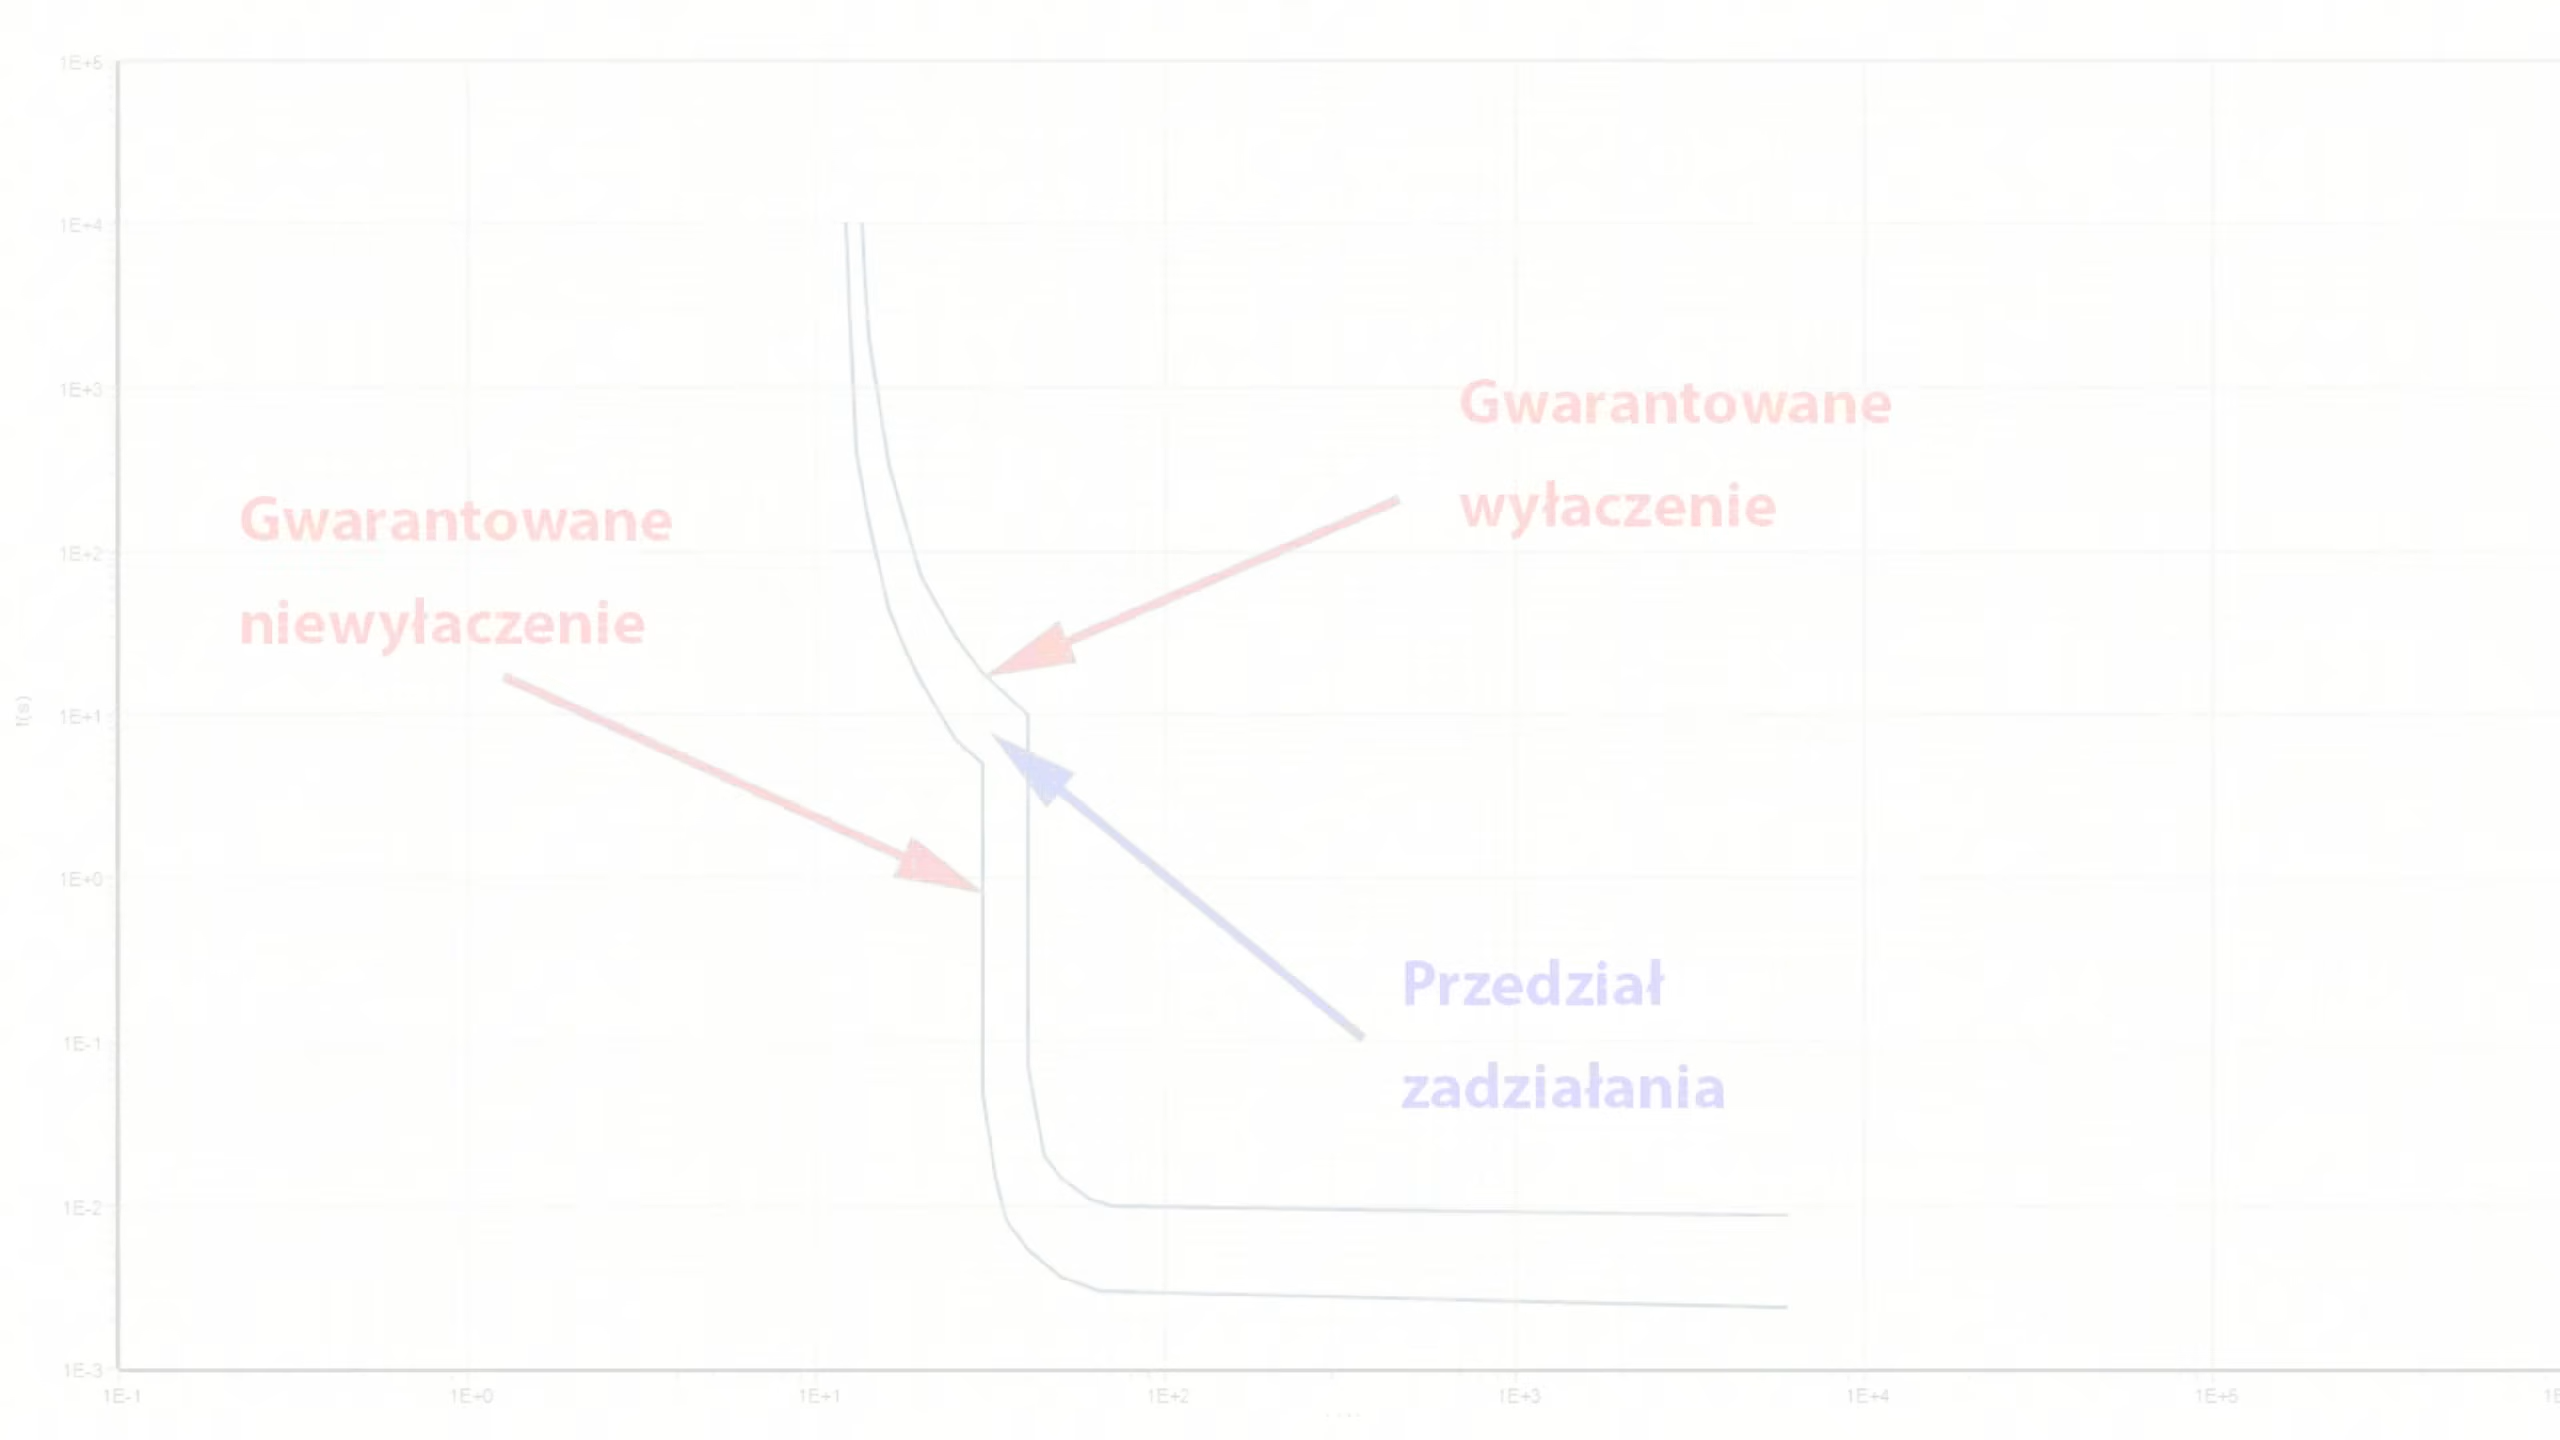 1E+5
1E+4
1E+3
Gwarantowane
wyłaczenie
Gwarantowane
niewyłaczenie
1E+2
t(s)
1E+1
1E+0
Przedział
zadziałania
1E-1
1E-2
1E-3
1E-1 1E+0 1E+1 1E+2 1E+3 1E+4 1E+5